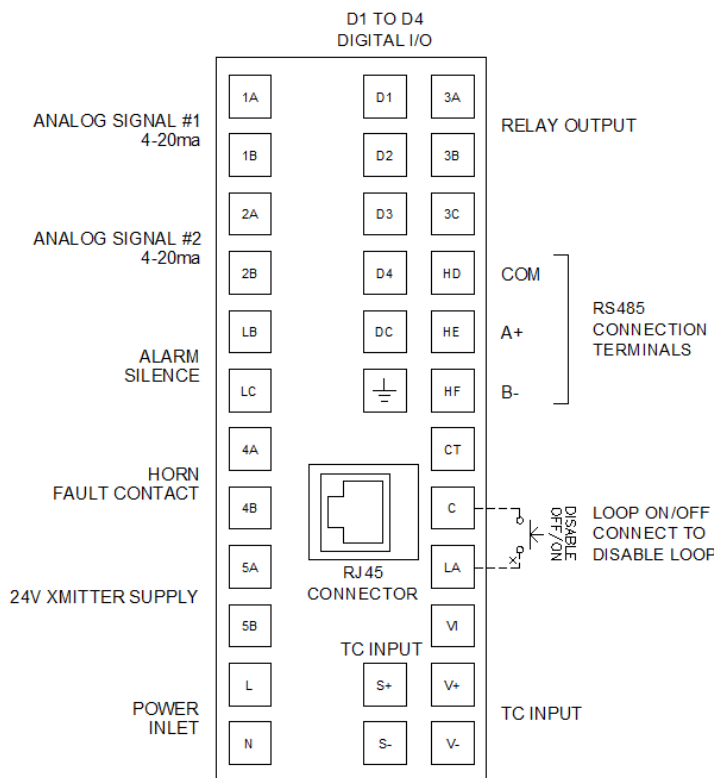 D1 TO D4
DIGITAL I/O
1A
D1
3A
ANALOG SIGNAL #1
4-20ma
RELAY OUTPUT
1B
D2
3B
2A
D3
3C
ANALOG SIGNAL #2
4-20ma
2B
D4
HD
COM
LB
DC
HE
A+
RS485
CONNECTION
TERMINALS
ALARM
SILENCE
LC
HF
B-
4A
CT
HORN
FAULT CONTACT
4B
C
DISABLE
OFF/ON
LOOP ON/OFF
CONNECT TO
DISABLE LOOP
5A
RJ45
CONNECTOR
LA
24V XMITTER SUPPLY
5B
VI
TC INPUT
L
S+
V+
POWER
INLET
TC INPUT
N
S-
V-